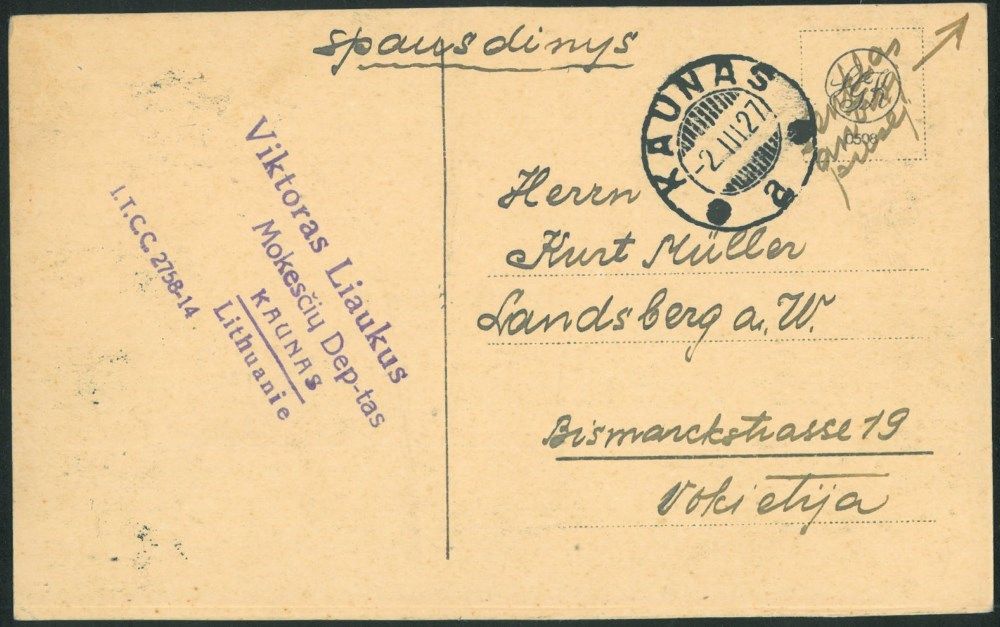 spausdinys
KAUNAS
-2.III.27
a
0508
Viktoras Liaukus
Mokesčių Dep-tas
KAUNAS
Lithuanie
I.T.C.C. 2758-14
Herrn
Kurt Müller
Landsberg a. W.
Bismarckstrasse 19
Vokietija